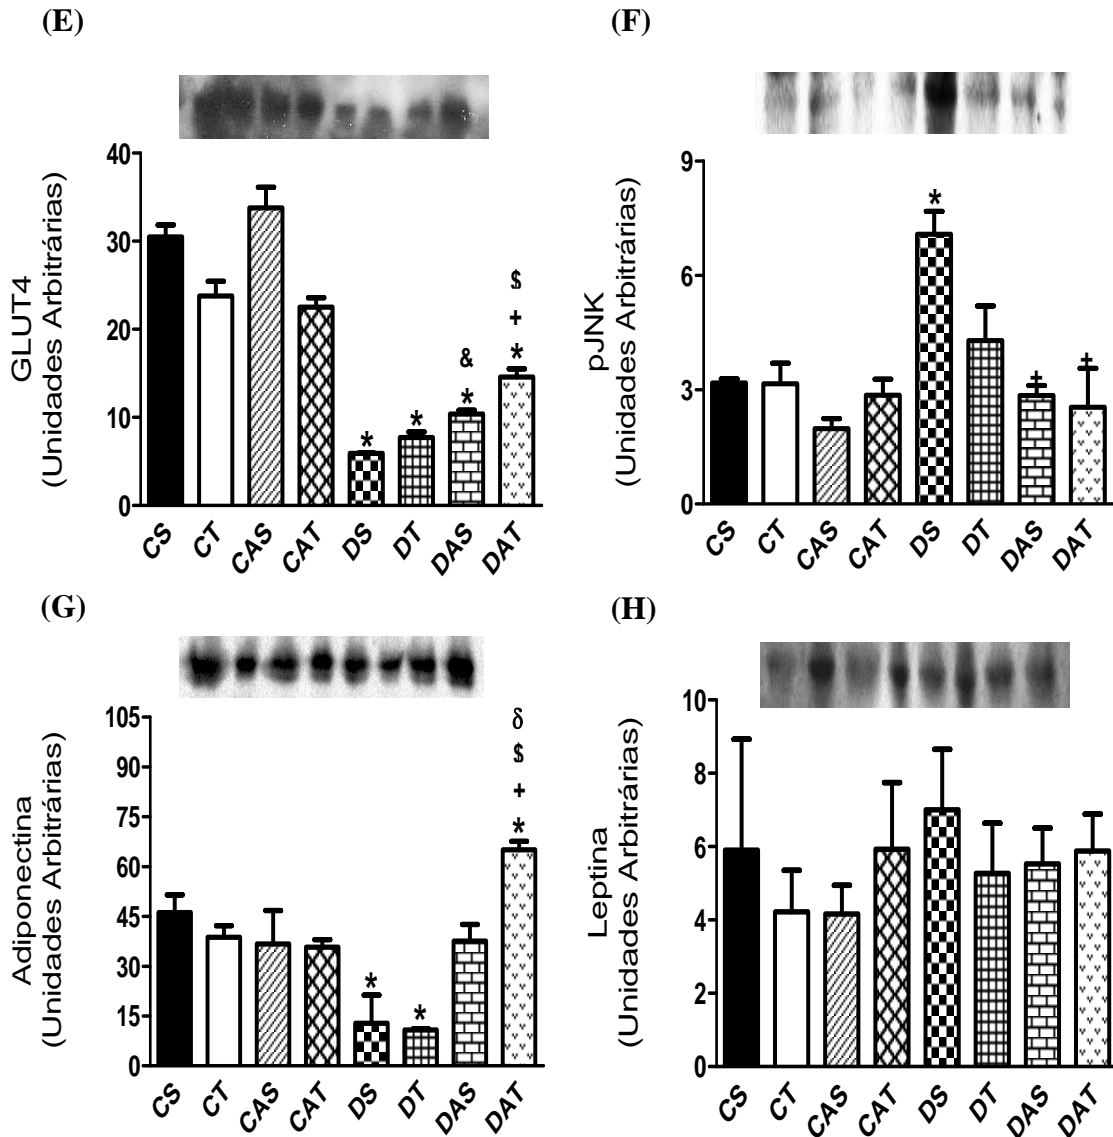 (E)
GLUT4
(Unidades Arbitrárias)
40
30
20
10
0
*
*
&
*
$
+
*
CS CT CAS CAT DS DT DAS DAT
(F)
pJNK
(Unidades Arbitrárias)
9
6
3
0
*
+
+
CS CT CAS CAT DS DT DAS DAT
(G)
Adiponectina
(Unidades Arbitrárias)
105
90
75
60
45
30
15
0
*
*
δ
$
+
*
CS CT CAS CAT DS DT DAS DAT
(H)
Leptina
(Unidades Arbitrárias)
10
8
6
4
2
0
CS CT CAS CAT DS DT DAS DAT